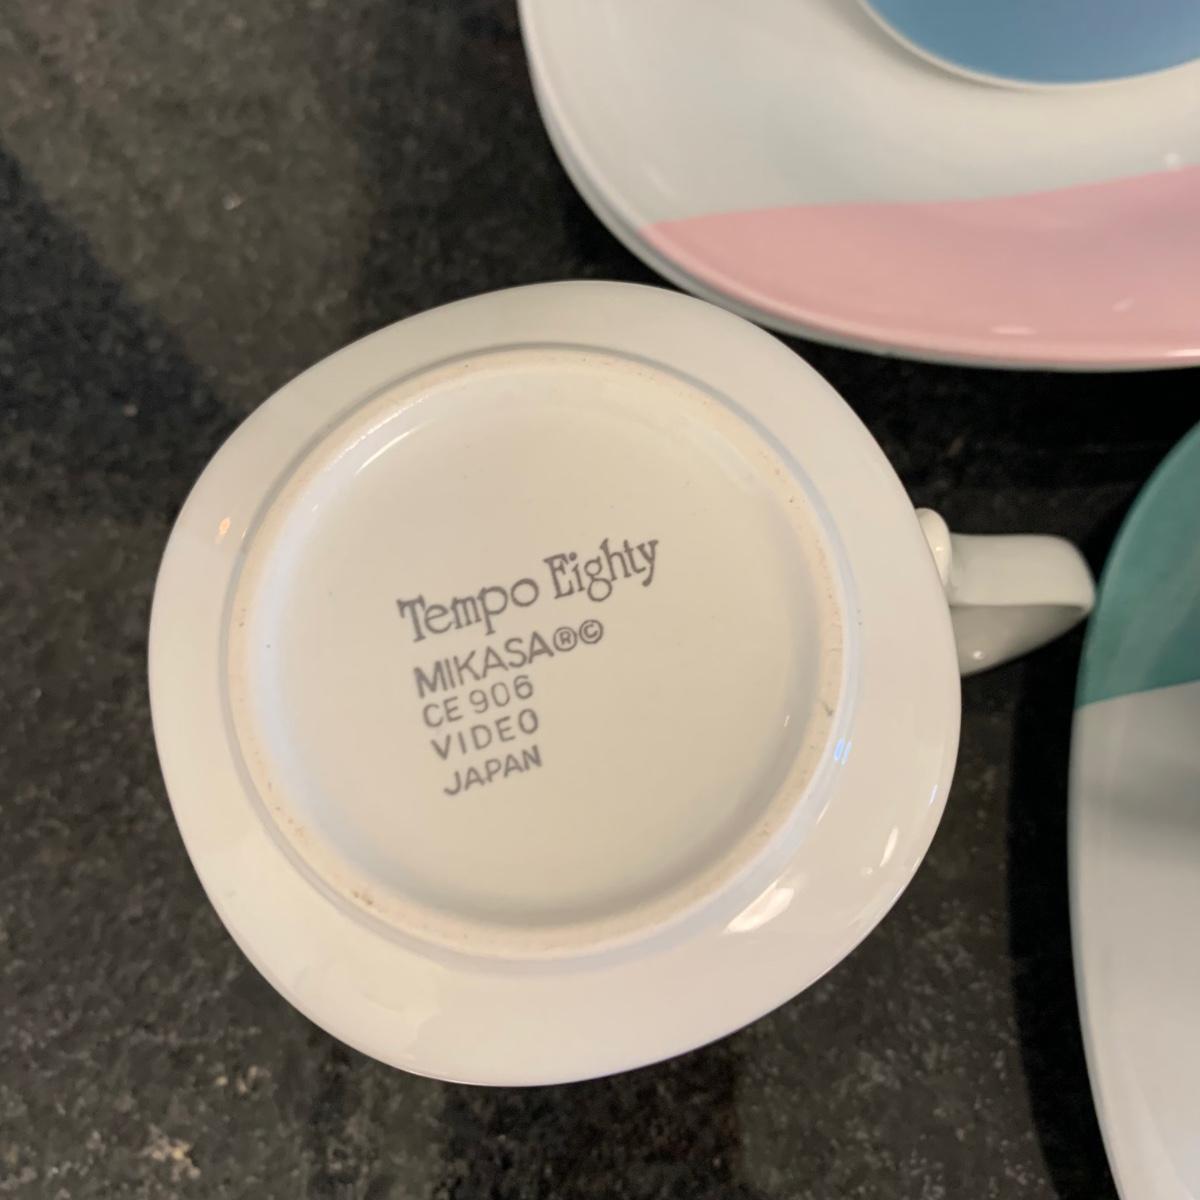 Tempo Eighty
MIKASA®©
CE 906
VIDEO
JAPAN